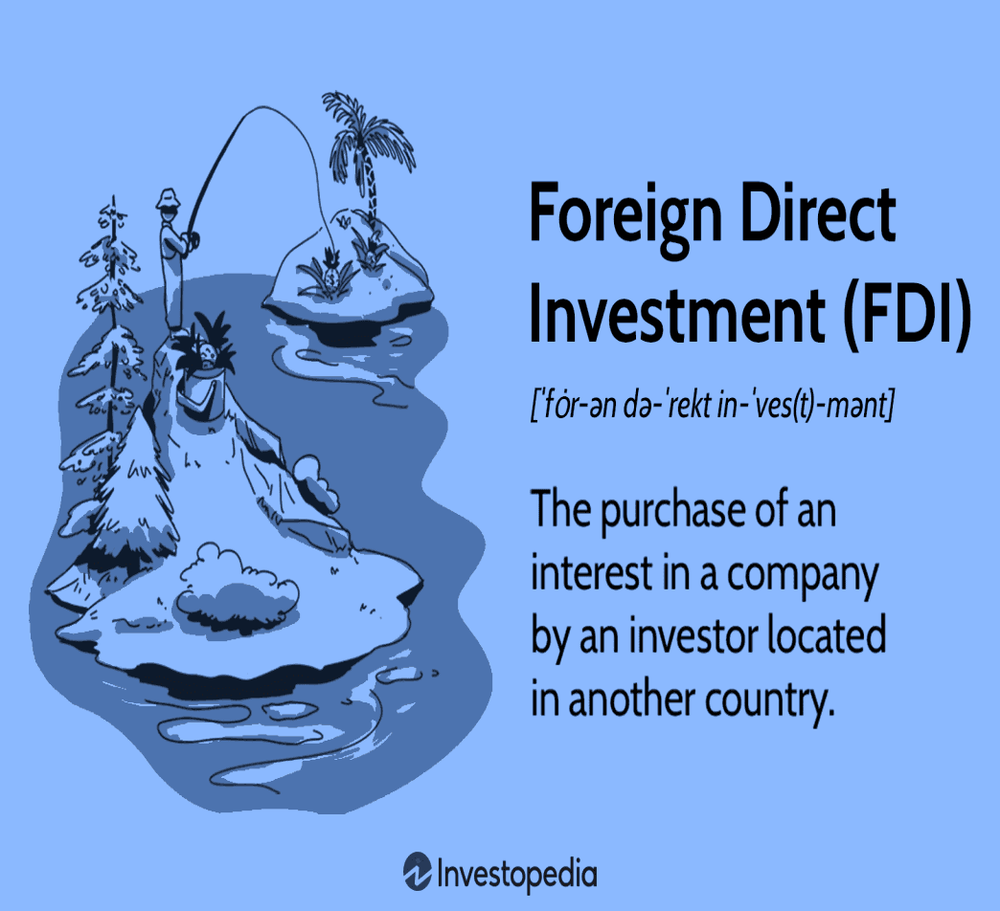 Foreign Direct
Investment (FDI)
[ˈfȯr-ən də-ˈrekt in-ˈves(t)-mənt]
The purchase of an
interest in a company
by an investor located
in another country.
Investopedia